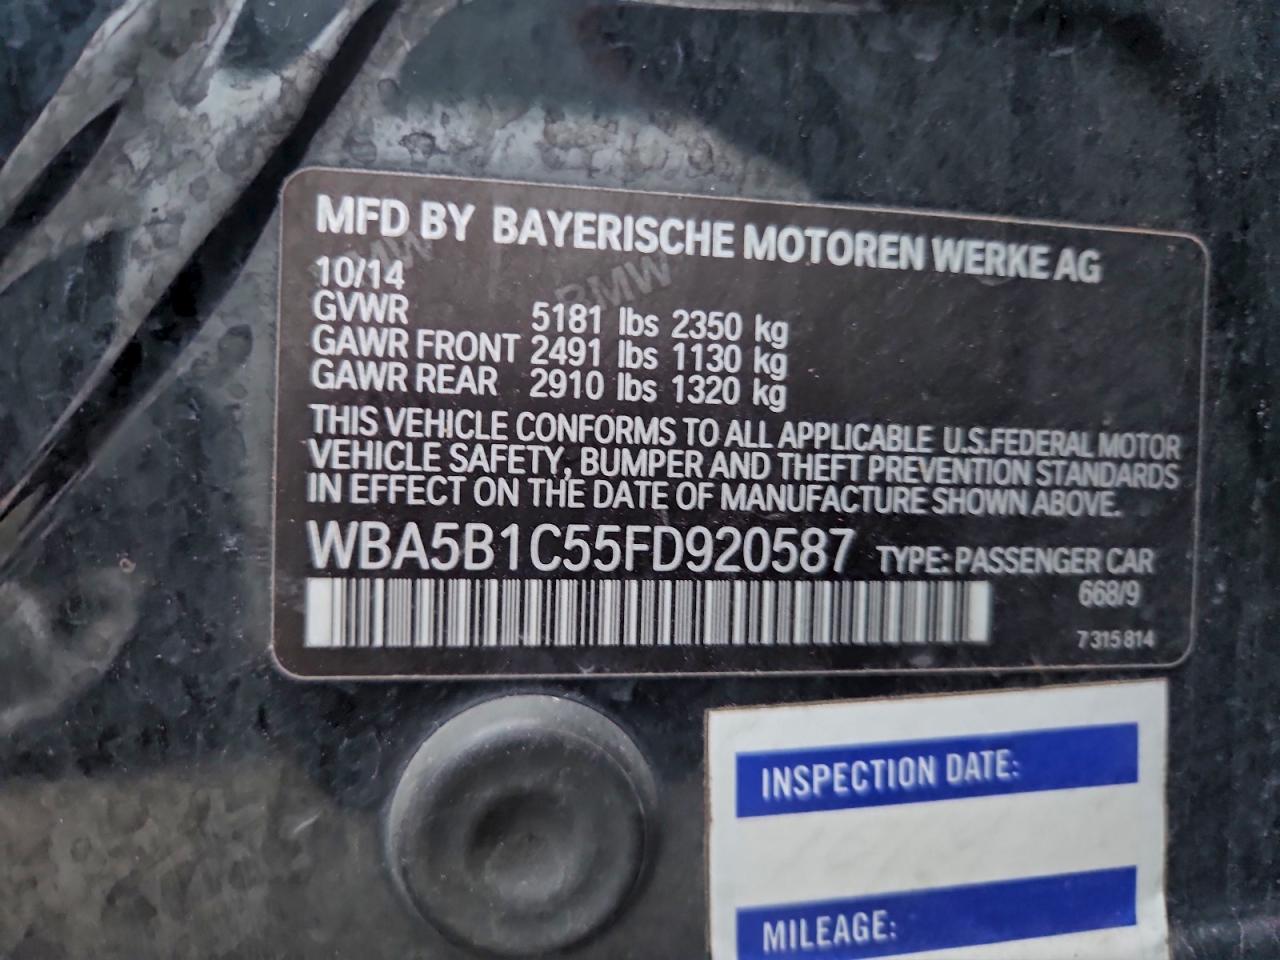 MFD BY BAYERISCHE MOTOREN WERKE AG
10/14
GVWR 5181 lbs 2350 kg
GAWR FRONT 2491 lbs 1130 kg
GAWR REAR 2910 lbs 1320 kg
THIS VEHICLE CONFORMS TO ALL APPLICABLE U.S.FEDERAL MOTOR
VEHICLE SAFETY, BUMPER AND THEFT PREVENTION STANDARDS
IN EFFECT ON THE DATE OF MANUFACTURE SHOWN ABOVE.
WBA5B1C55FD920587 TYPE: PASSENGER CAR
668/9
7 315 814
BMW
BMW
INSPECTION DATE:
MILEAGE: